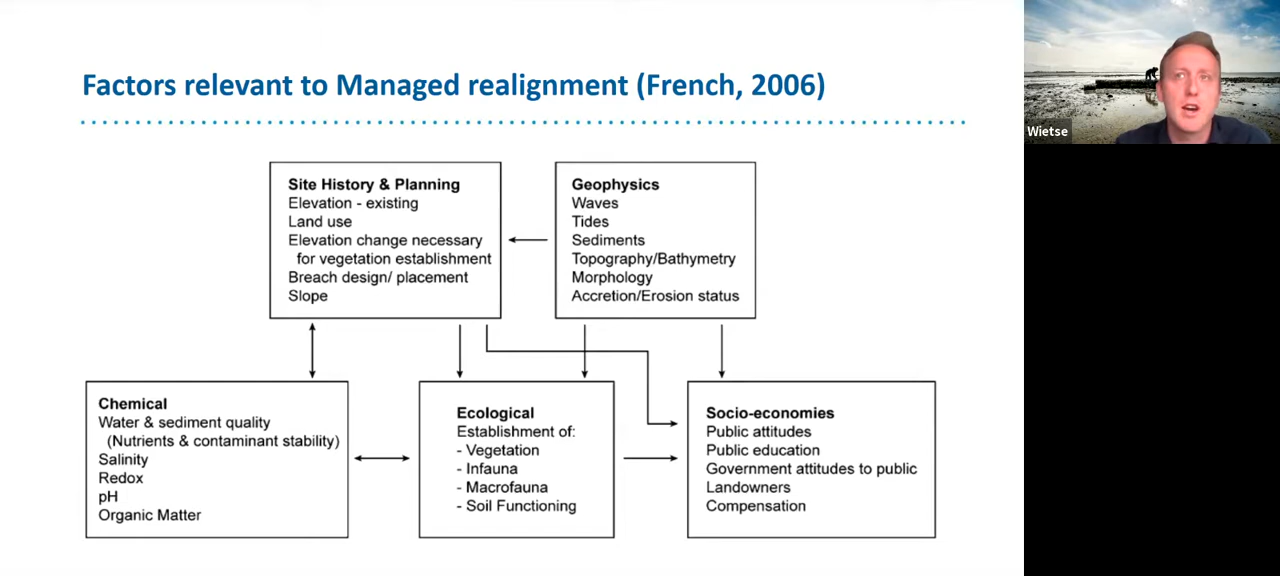 Factors relevant to Managed realignment (French, 2006)
Site History & Planning
Elevation - existing
Land use
Elevation change necessary
for vegetation establishment
Breach design/ placement
Slope
Geophysics
Waves
Tides
Sediments
Topography/Bathymetry
Morphology
Accretion/Erosion status
Chemical
Water & sediment quality
(Nutrients & contaminant stability)
Salinity
Redox
pH
Organic Matter
Ecological
Establishment of:
- Vegetation
- Infauna
- Macrofauna
- Soil Functioning
Socio-economies
Public attitudes
Public education
Government attitudes to public
Landowners
Compensation
Wietse